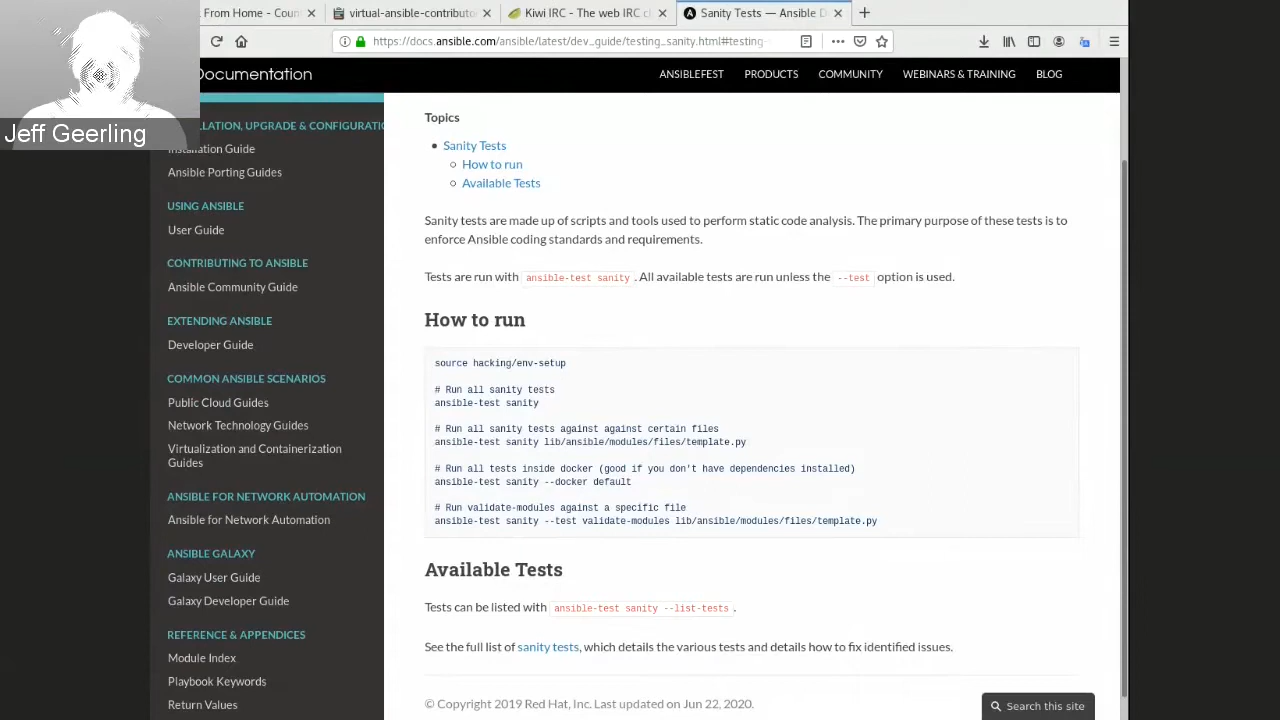 From Home - Coun
virtual-ansible-contributo
Kiwi IRC - The web IRC cl
Sanity Tests — Ansible D
https://docs.ansible.com/ansible/latest/dev_guide/testing_sanity.html#testing-
Documentation
ANSIBLEFEST
PRODUCTS
COMMUNITY
WEBINARS & TRAINING
BLOG
Jeff Geerling
LLATION, UPGRADE & CONFIGURATIO
Installation Guide
Ansible Porting Guides
USING ANSIBLE
User Guide
CONTRIBUTING TO ANSIBLE
Ansible Community Guide
EXTENDING ANSIBLE
Developer Guide
COMMON ANSIBLE SCENARIOS
Public Cloud Guides
Network Technology Guides
Virtualization and Containerization
Guides
ANSIBLE FOR NETWORK AUTOMATION
Ansible for Network Automation
ANSIBLE GALAXY
Galaxy User Guide
Galaxy Developer Guide
REFERENCE & APPENDICES
Module Index
Playbook Keywords
Return Values
Topics
Sanity Tests
How to run
Available Tests
Sanity tests are made up of scripts and tools used to perform static code analysis. The primary purpose of these tests is to
enforce Ansible coding standards and requirements.
Tests are run with ansible-test sanity. All available tests are run unless the --test option is used.
How to run
source hacking/env-setup
# Run all sanity tests
ansible-test sanity
# Run all sanity tests against against certain files
ansible-test sanity lib/ansible/modules/files/template.py
# Run all tests inside docker (good if you don't have dependencies installed)
ansible-test sanity --docker default
# Run validate-modules against a specific file
ansible-test sanity --test validate-modules lib/ansible/modules/files/template.py
Available Tests
Tests can be listed with ansible-test sanity --list-tests.
See the full list of sanity tests, which details the various tests and details how to fix identified issues.
© Copyright 2019 Red Hat, Inc. Last updated on Jun 22, 2020.
Search this site